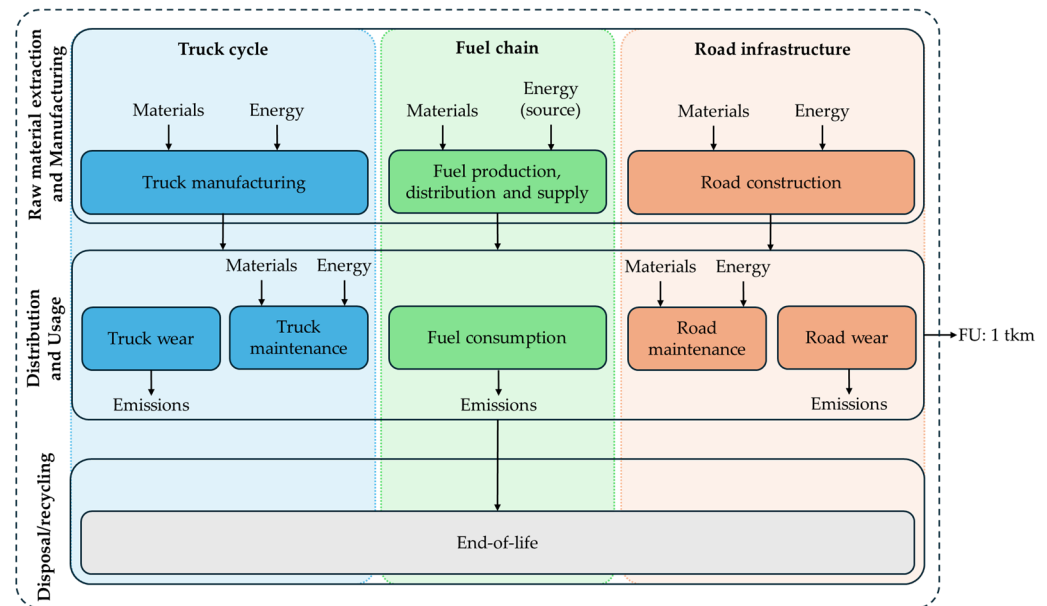 Truck cycle
Fuel chain
Road infrastructure
Raw material extraction
and Manufacturing
Materials
Energy
Materials
Energy
(source)
Materials
Energy
Truck manufacturing
Fuel production,
distribution and supply
Road construction
Distribution
and Usage
Materials
Energy
Materials
Energy
Truck wear
Truck
maintenance
Fuel consumption
Road
maintenance
Road wear
FU: 1 tkm
Emissions
Emissions
Emissions
Disposal/recycling
End-of-life